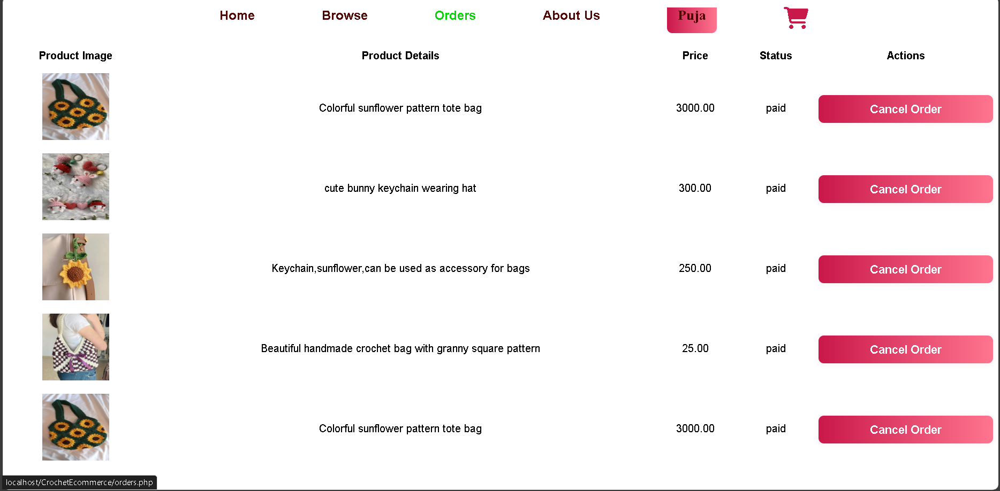 Home Browse Orders About Us Puja
Product Image Product Details Price Status Actions
Colorful sunflower pattern tote bag 3000.00 paid Cancel Order
cute bunny keychain wearing hat 300.00 paid Cancel Order
Keychain,sunflower,can be used as accessory for bags 250.00 paid Cancel Order
Beautiful handmade crochet bag with granny square pattern 25.00 paid Cancel Order
Colorful sunflower pattern tote bag 3000.00 paid Cancel Order
localhost/CrochetEcommerce/orders.php